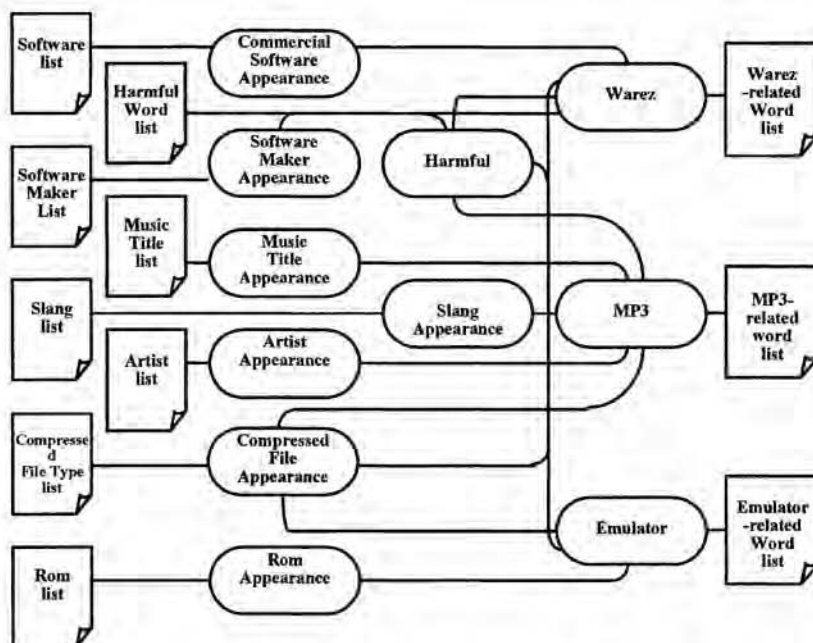 Software
list
Commercial
Software
Appearance
Harmful
Word
list
Warez
Warez
-related
Word
list
Software
Maker
Appearance
Harmful
Software
Maker
List
Music
Title
list
Music
Title
Appearance
Slang
list
Slang
Appearance
MP3
MP3-
related
word
list
Artist
list
Artist
Appearance
Compresse
d
File Type
list
Compressed
File
Appearance
Emulator
Emulator
-related
Word
list
Rom
list
Rom
Appearance